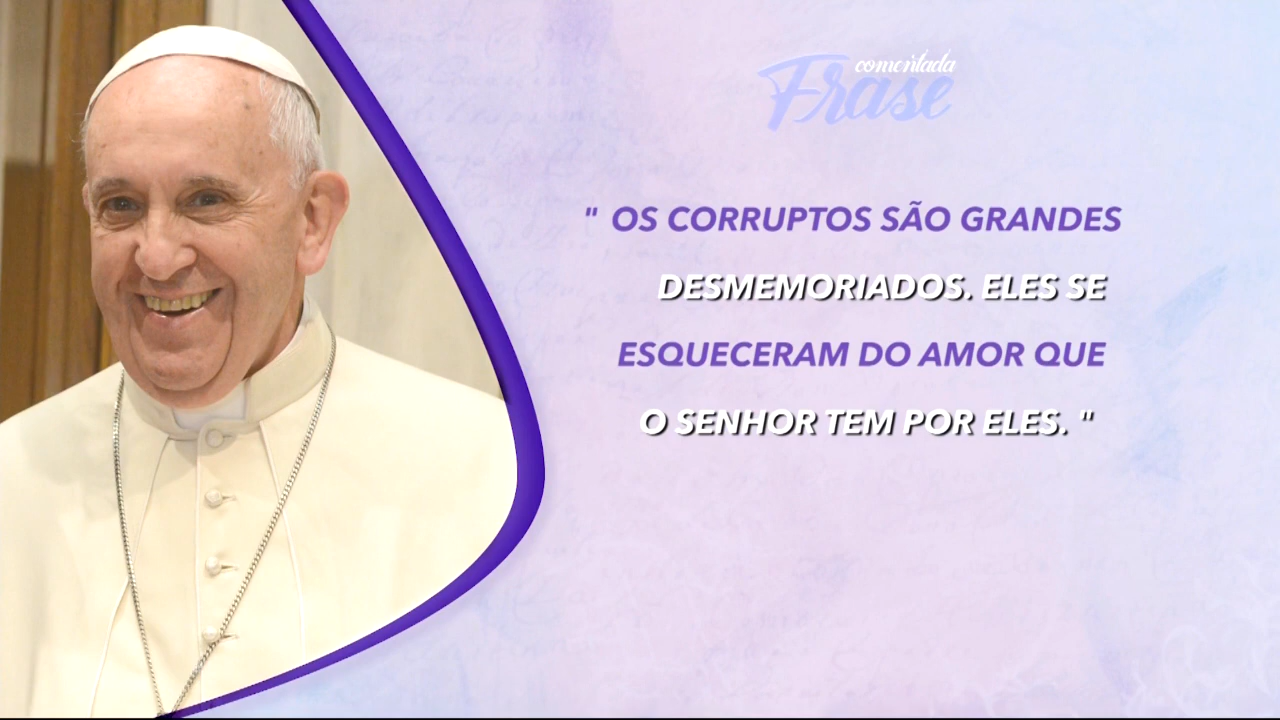 comentada
Frase
" OS CORRUPTOS SÃO GRANDES
DESMEMORIADOS. ELES SE
ESQUECERAM DO AMOR QUE
O SENHOR TEM POR ELES. "